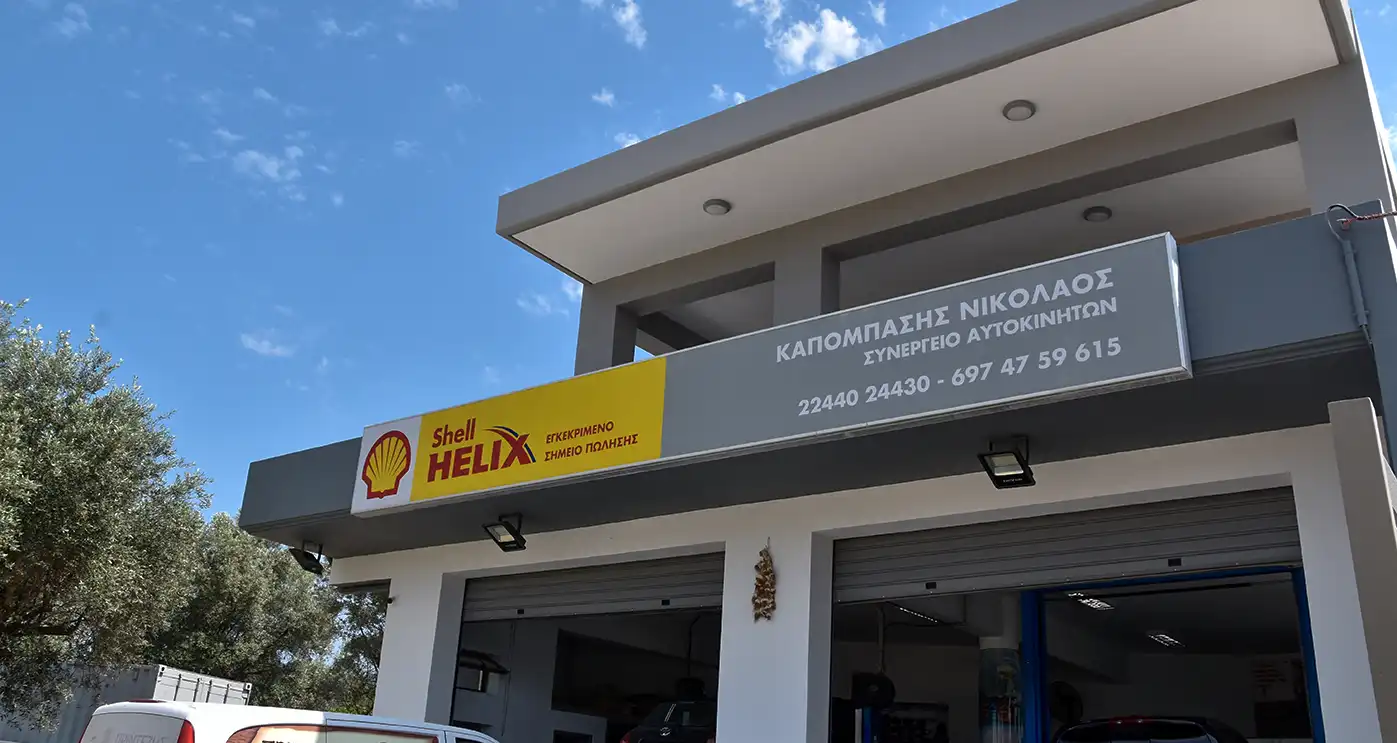 Shell
HELIX
ΕΓΚΕΚΡΙΜΕΝΟ
ΣΗΜΕΙΟ ΠΩΛΗΣΗΣ
ΚΑΠΟΜΠΑΣΗΣ ΝΙΚΟΛΑΟΣ
ΣΥΝΕΡΓΕΙΟ ΑΥΤΟΚΙΝΗΤΩΝ
22440 24430 - 697 47 59 615